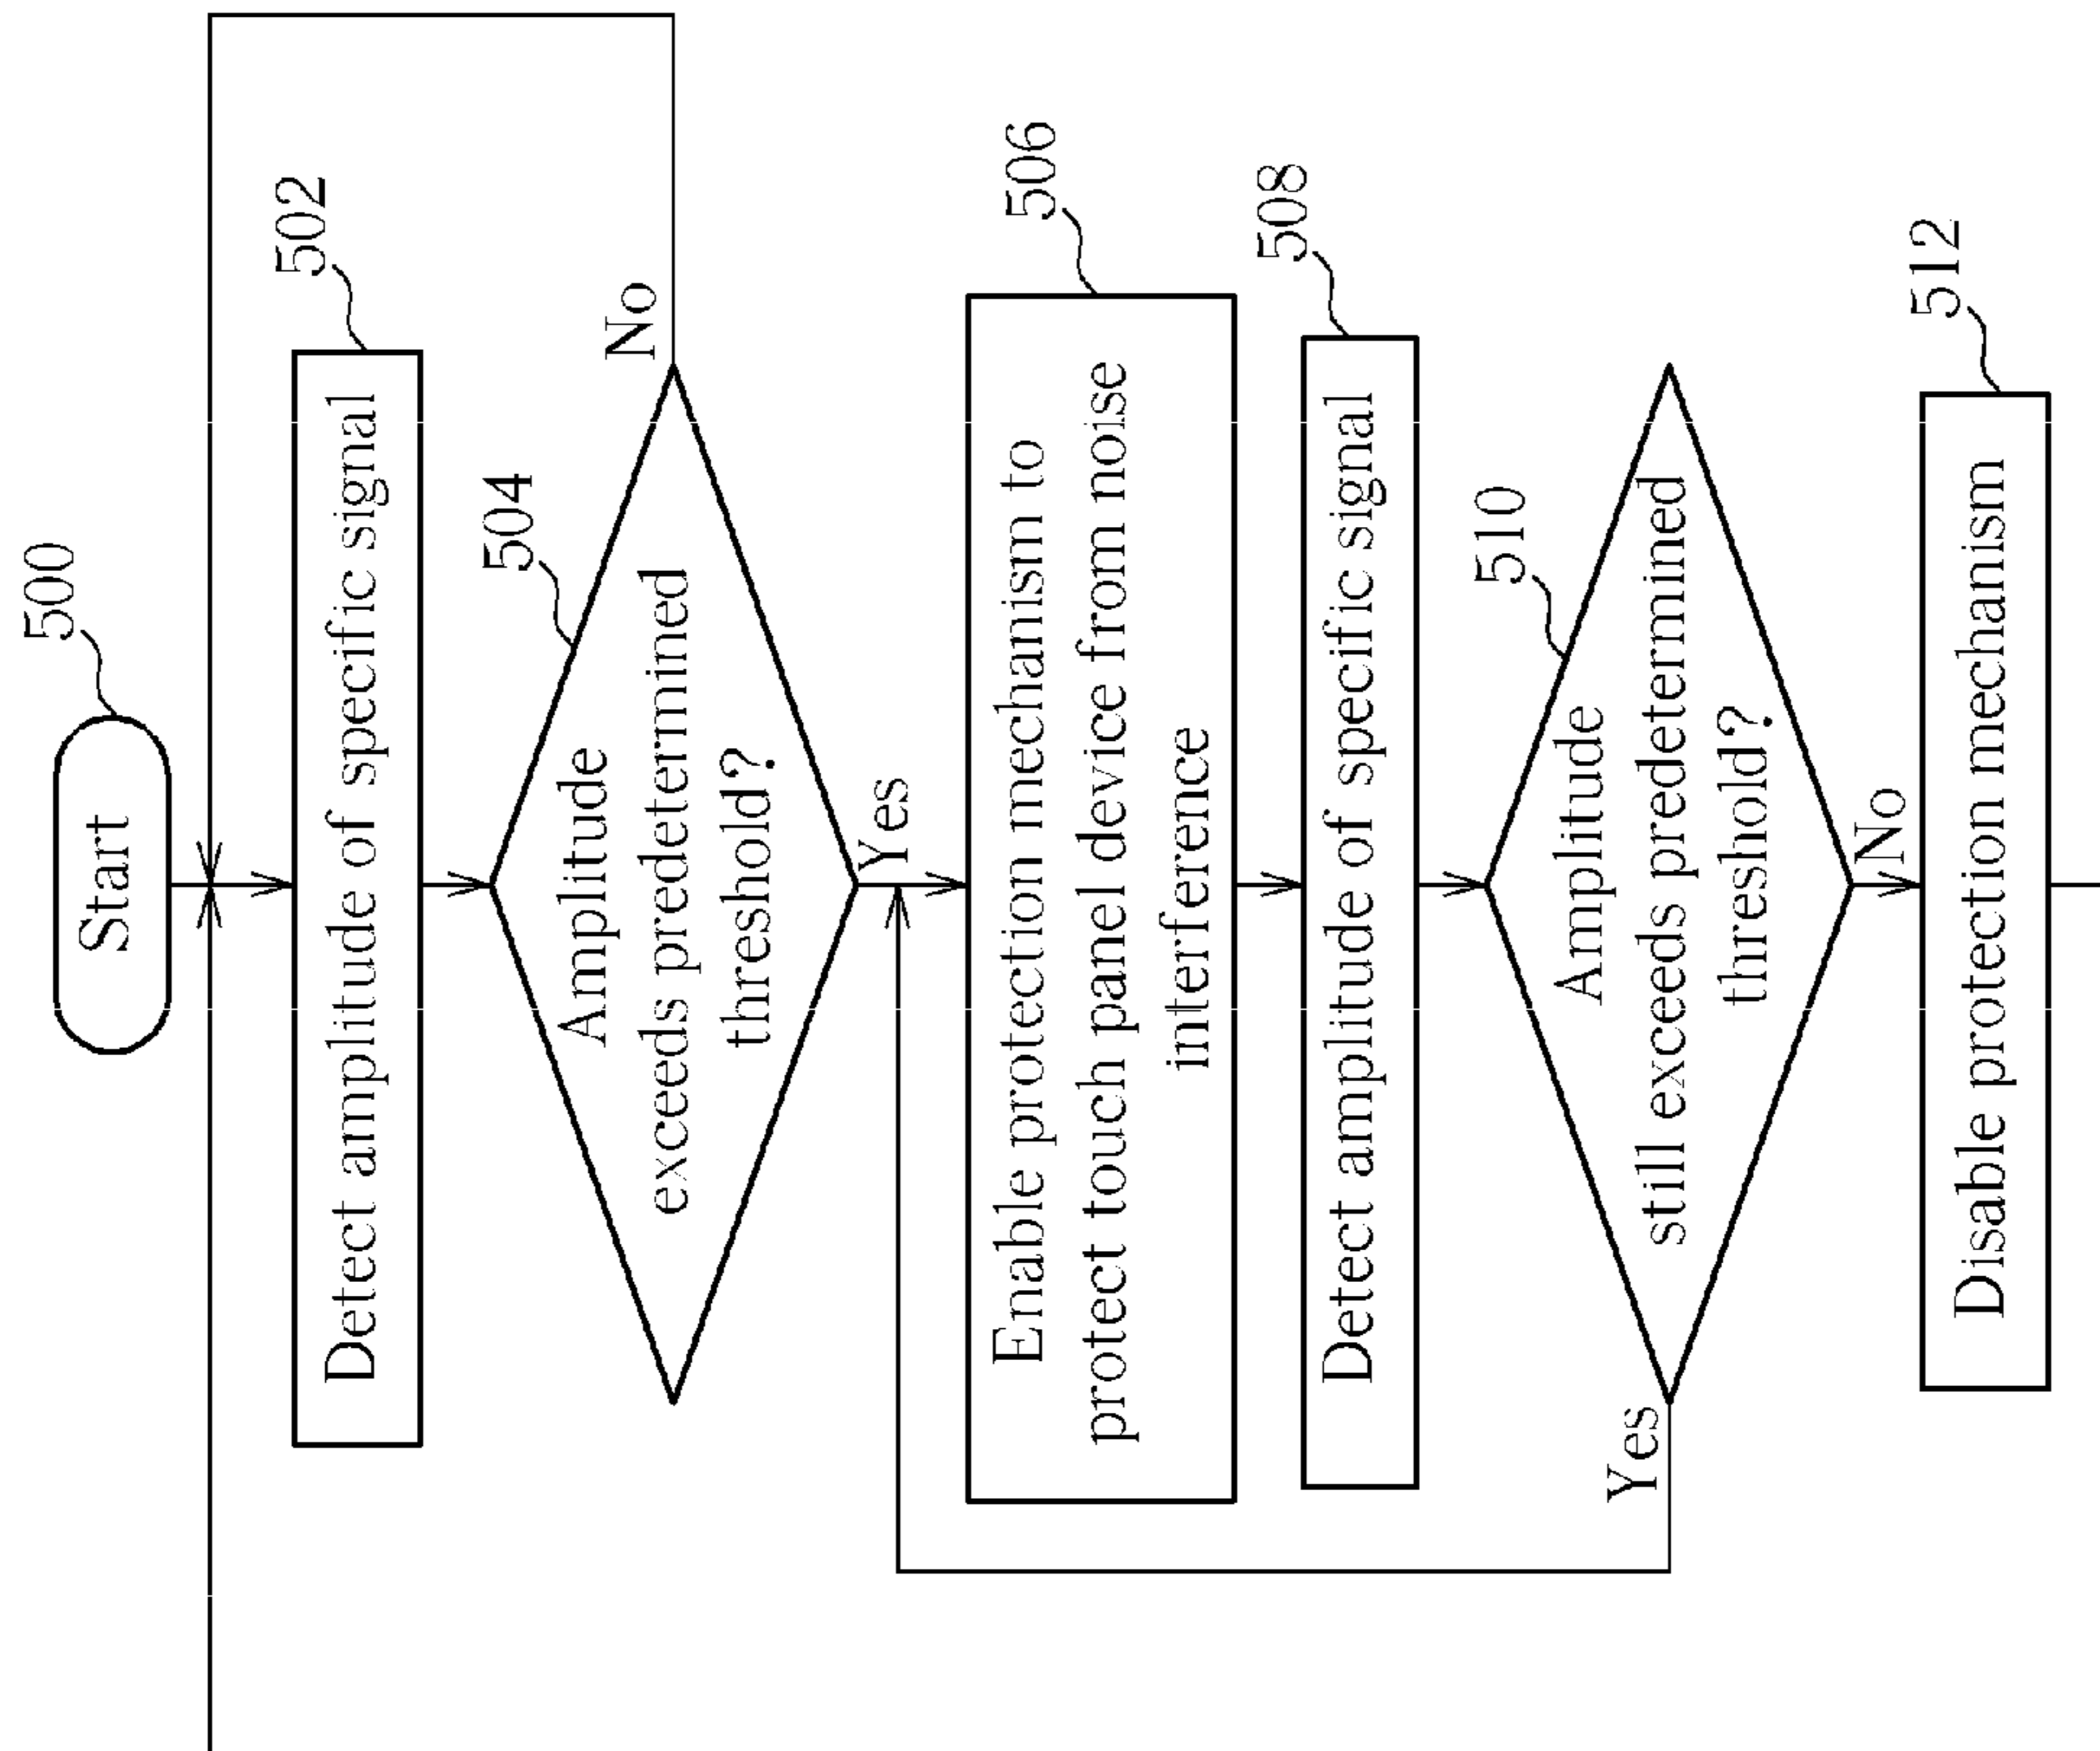 Start
500
Detect amplitude of specific signal
502
Amplitude
exceeds predetermined
threshold?
504
No
Yes
Enable protection mechanism to
protect touch panel device from noise
interference
506
Detect amplitude of specific signal
508
Amplitude
still exceeds predetermined
threshold?
510
Yes
No
Disable protection mechanism
512